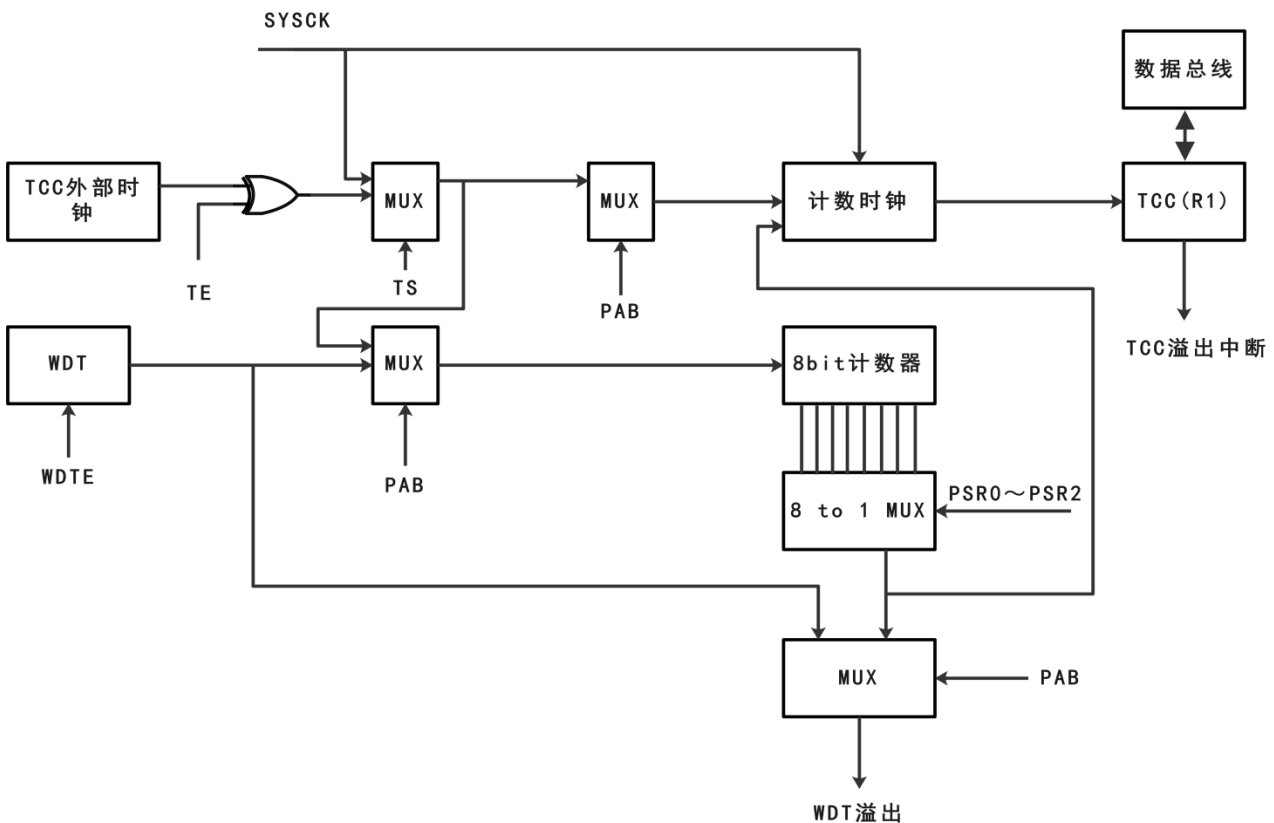 SYSCK
数据总线
TCC外部时
钟
MUX
MUX
计数时钟
TCC(R1)
TE
TS
PAB
TCC溢出中断
WDT
MUX
8bit计数器
WDTE
PAB
8 to 1 MUX
PSR0～PSR2
MUX
PAB
WDT溢出